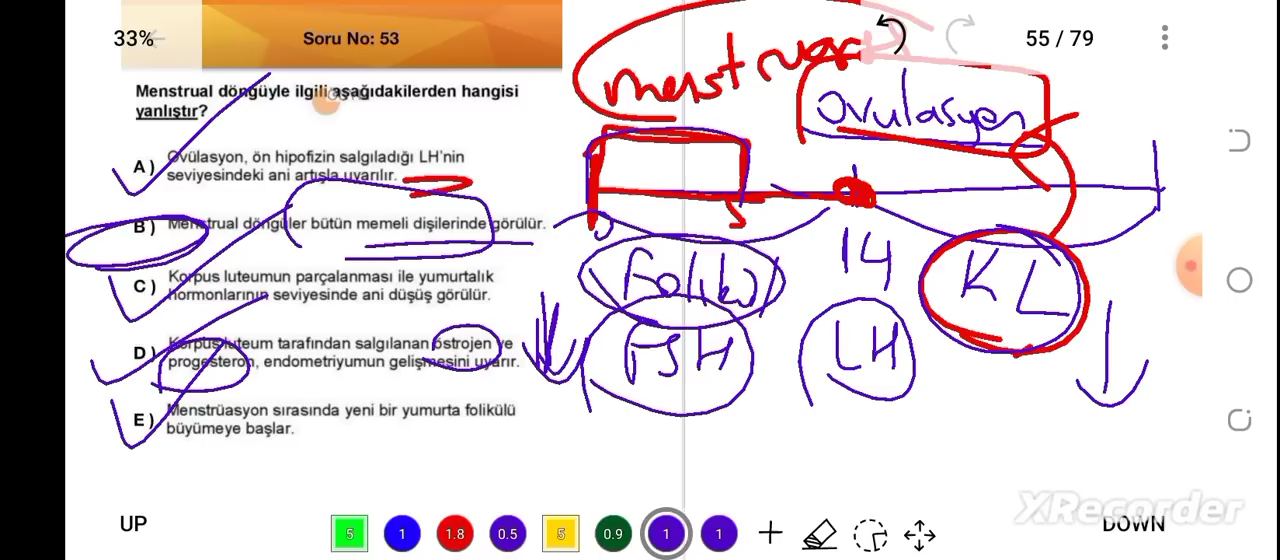 33%
Soru No: 53
55 / 79
Menstrual döngüyle ilgili aşağıdakilerden hangisi
yanlıştır?
A) Ovülasyon, ön hipofizin salgıladığı LH'nin
seviyesindeki ani artışla uyarılır.
B) Menstrual döngüler bütün memeli dişilerinde görülür.
C) Korpus luteumun parçalanması ile yumurtalık
hormonlarının seviyesinde ani düşüş görülür.
D) Korpus luteum tarafından salgılanan östrojen ve
progesteron, endometriyumun gelişmesini uyarır.
E) Menstrüasyon sırasında yeni bir yumurta folikülü
büyümeye başlar.
ovulasyon
0
5
14
KL
FSH
LH
UP
5
1
1.8
0.5
5
0.9
1
1
DOWN
XRecorder